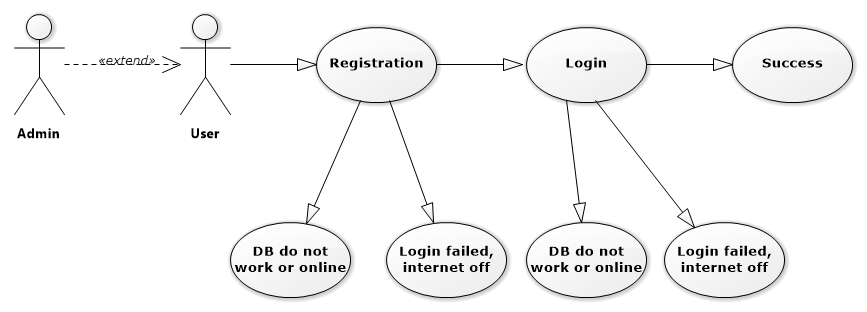 «extend»
Registration
Login
Success
Admin
User
DB do not
work or online
Login failed,
internet off
DB do not
work or online
Login failed,
internet off